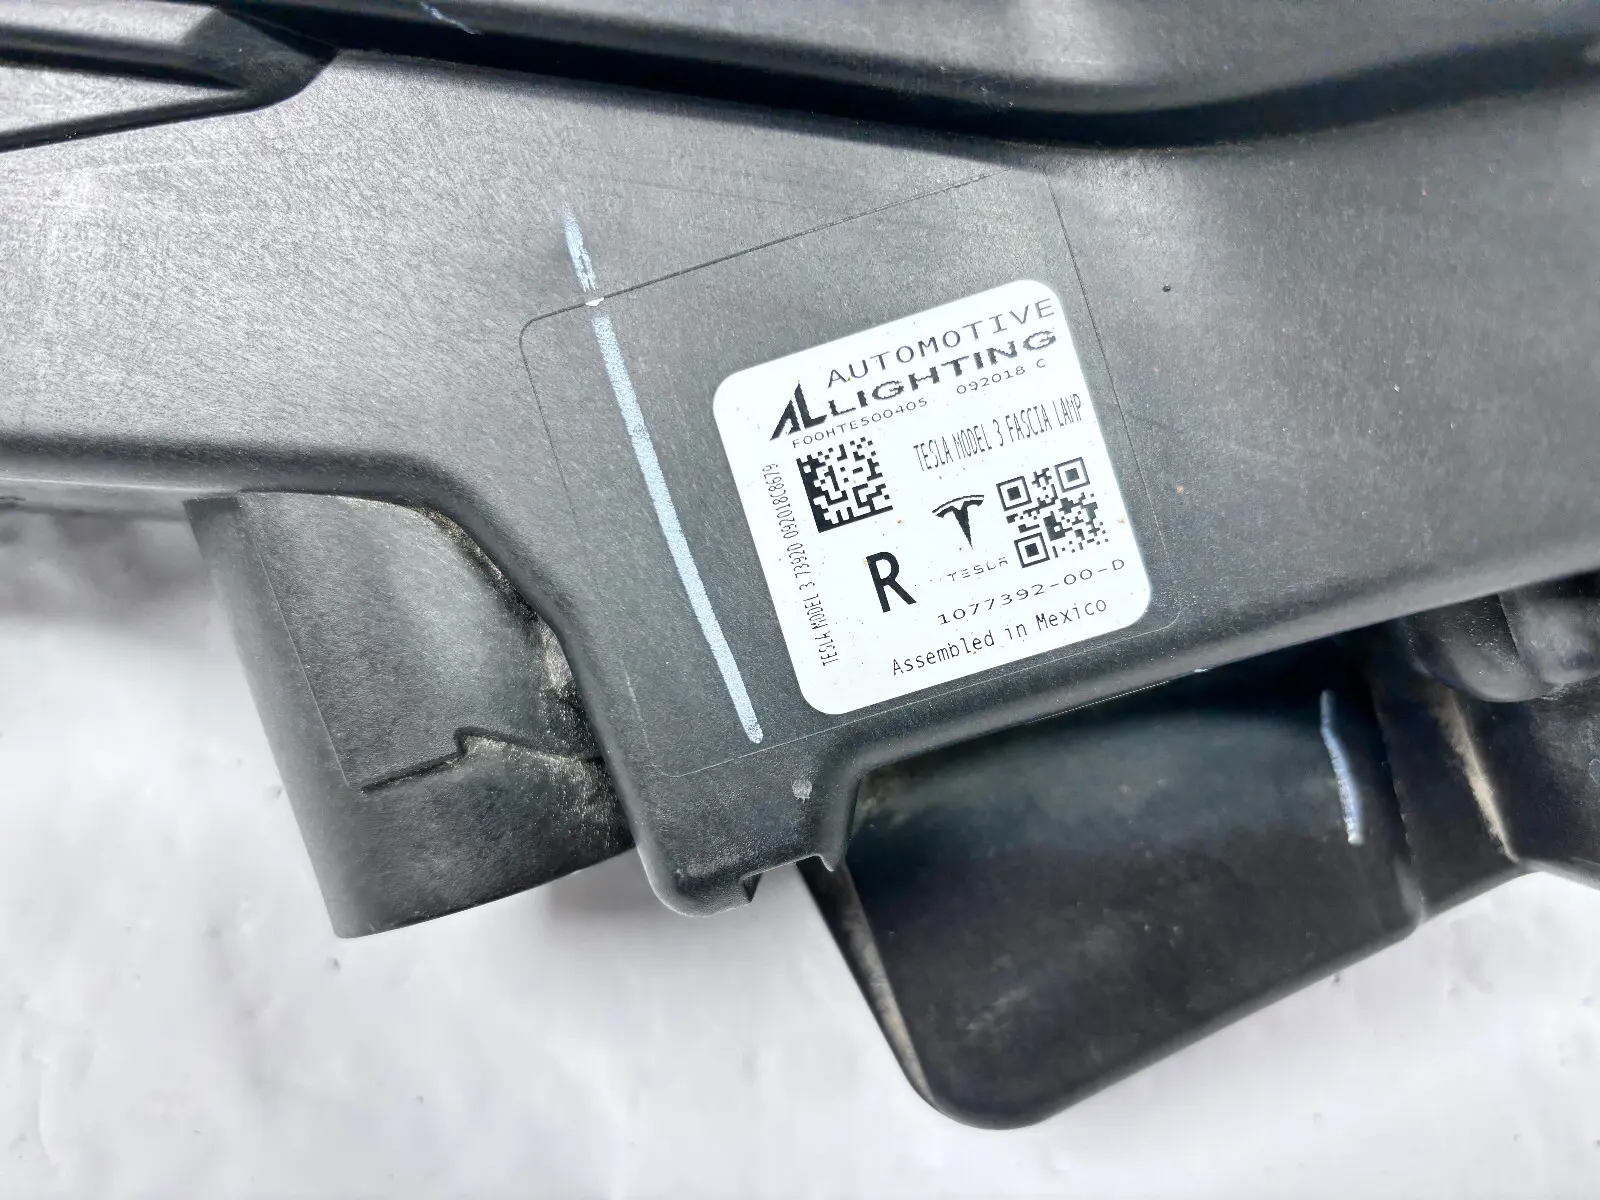 AL AUTOMOTIVE
LIGHTING
F00HTE500405 092018 C
TESLA MODEL 3 FASCIA LAMP
TESLA MODEL 3 73920 092018C8679
R
TESLA
1077392-00-D
Assembled in Mexico